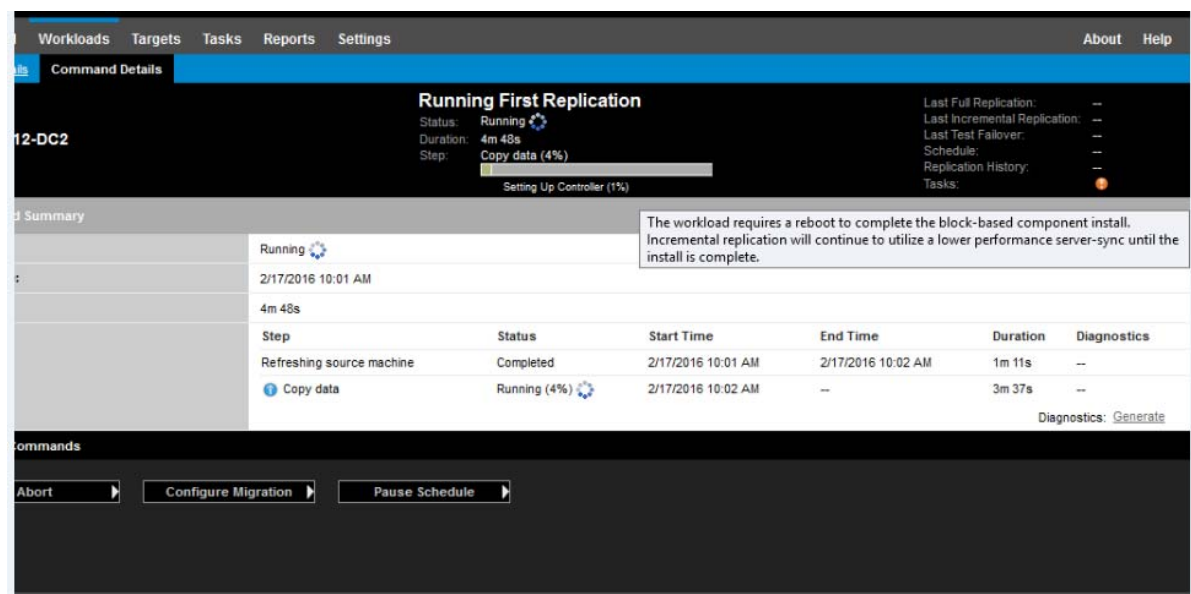 Workloads Targets Tasks Reports Settings About Help
ails Command Details
Running First Replication
Status: Running
Duration: 4m 48s
Step: Copy data (4%)
Setting Up Controller (1%)
12-DC2
Last Full Replication: --
Last Incremental Replication: --
Last Test Failover: --
Schedule: --
Replication History: --
Tasks:
d Summary
The workload requires a reboot to complete the block-based component install.
Incremental replication will continue to utilize a lower performance server-sync until the
install is complete.
Running
: 2/17/2016 10:01 AM
4m 48s
Step Status Start Time End Time Duration Diagnostics
Refreshing source machine Completed 2/17/2016 10:01 AM 2/17/2016 10:02 AM 1m 11s --
Copy data Running (4%) 2/17/2016 10:02 AM -- 3m 37s --
Diagnostics: Generate
Commands
Abort Configure Migration Pause Schedule